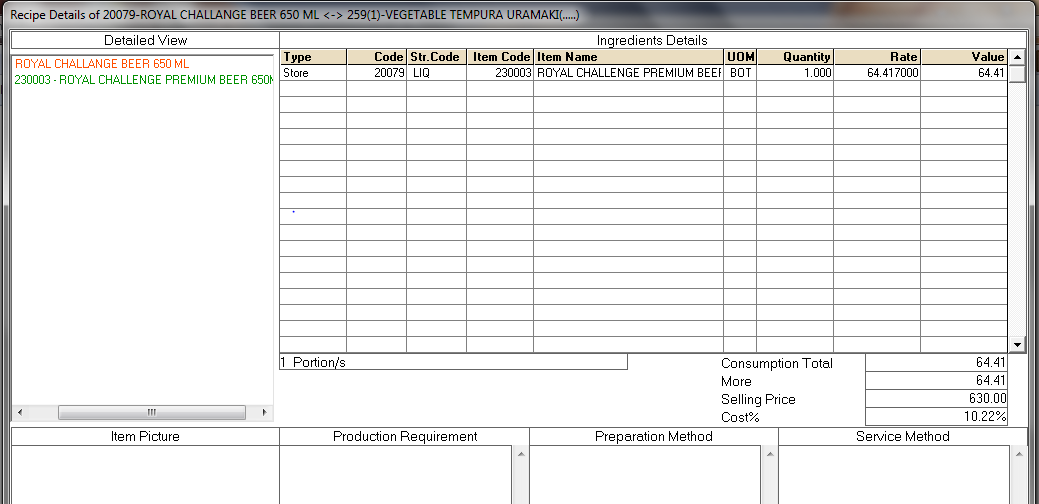 Recipe Details of 20079-ROYAL CHALLANGE BEER 650 ML <-> 259(1)-VEGETABLE TEMPURA URAMAKI(.....)
Detailed View
ROYAL CHALLANGE BEER 650 ML
230003 - ROYAL CHALLENGE PREMIUM BEER 650M
Ingredients Details
Type Code Str.Code Item Code Item Name UOM Quantity Rate Value
Store 20079 LIQ 230003 ROYAL CHALLENGE PREMIUM BEER BOT 1.000 64.417000 64.41
1 Portion/s
Consumption Total 64.41
More 64.41
Selling Price 630.00
Cost% 10.22%
Item Picture Production Requirement Preparation Method Service Method